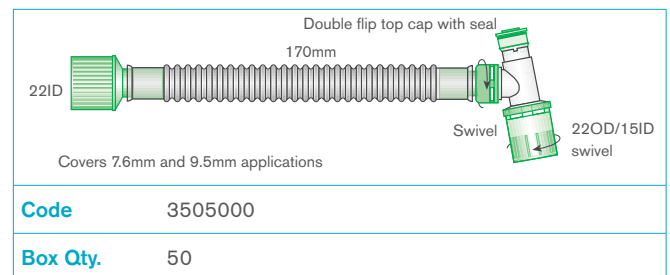 Double flip top cap with seal
170mm
22ID
Swivel
22OD/15ID
swivel
Covers 7.6mm and 9.5mm applications
Code 3505000
Box Qty. 50